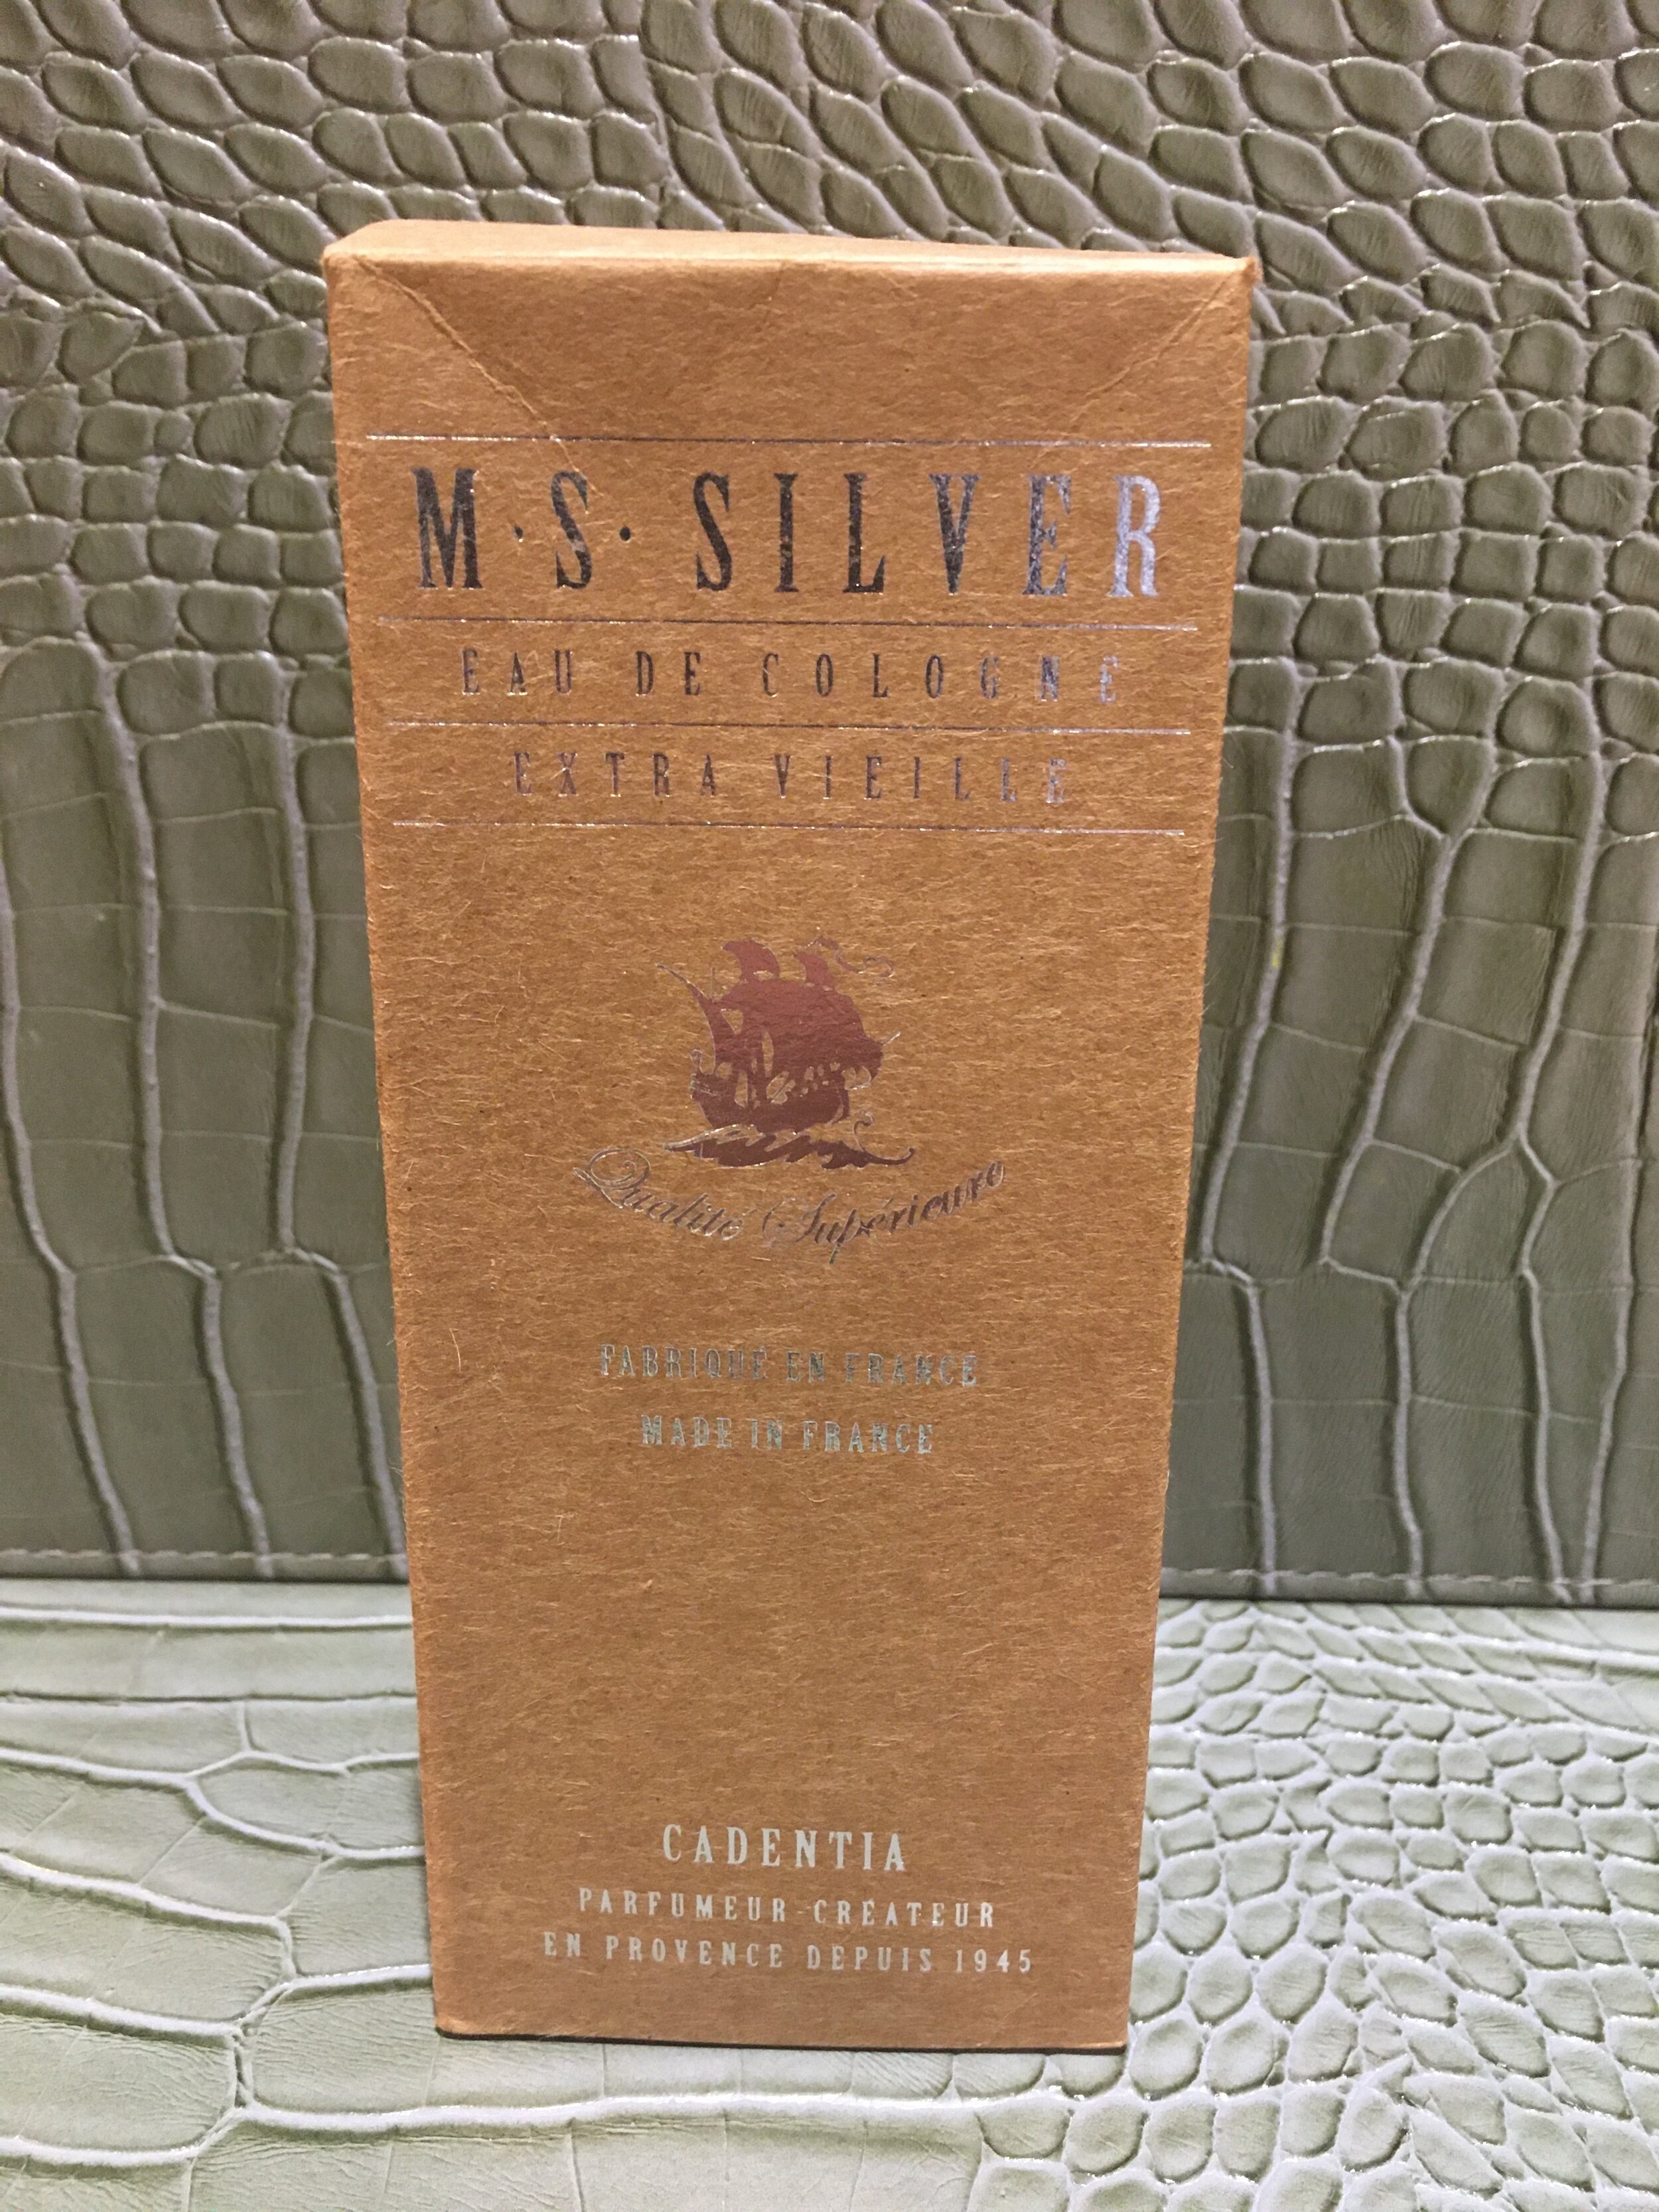 M·S· SILVER
EAU DE COLOGNE
EXTRA VIEILLE
Qualité Supérieure
FABRIQUÉ EN FRANCE
MADE IN FRANCE
CADENTIA
PARFUMEUR-CRÉATEUR
EN PROVENCE DEPUIS 1945